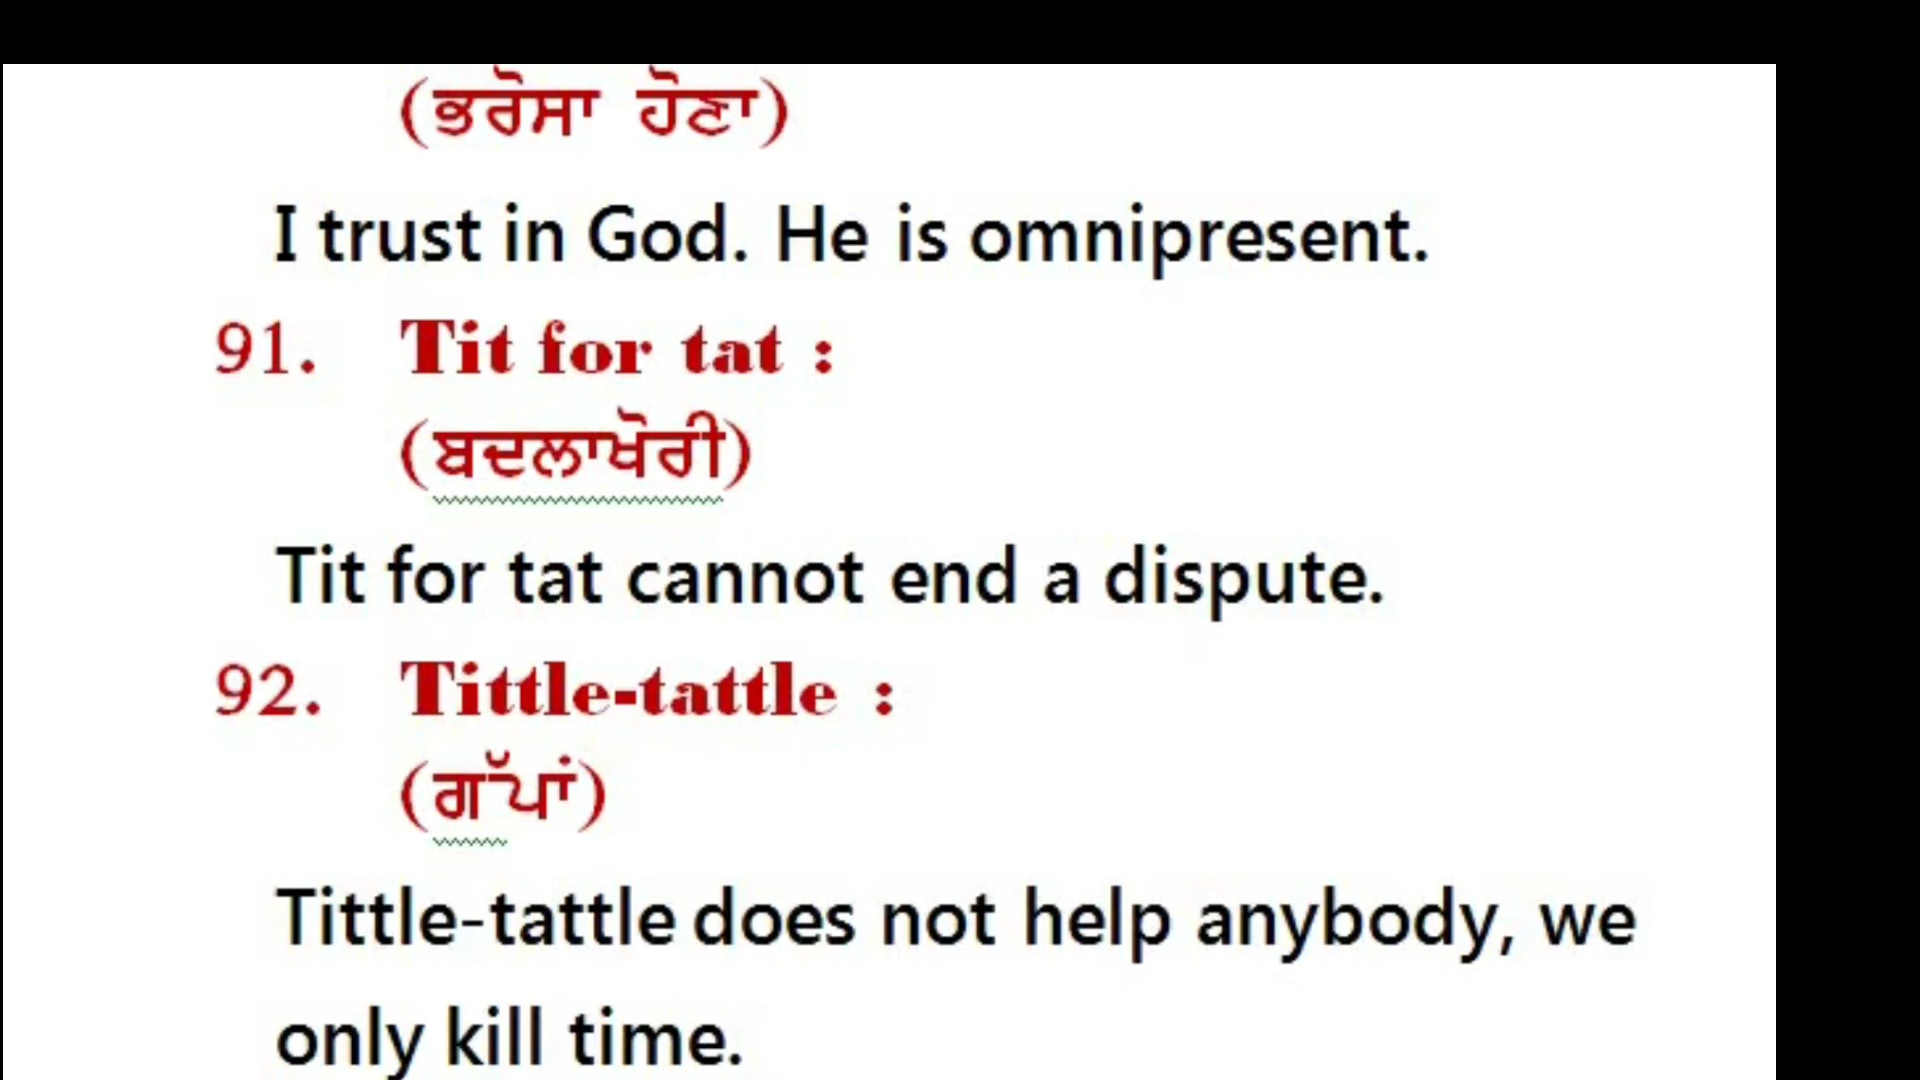 (ਭਰੋਸਾ ਹੋਣਾ)
I trust in God. He is omnipresent.
91. Tit for tat :
(ਬਦਲਾਖੋਰੀ)
Tit for tat cannot end a dispute.
92. Tittle-tattle :
(ਗੱਪਾਂ)
Tittle-tattle does not help anybody, we
only kill time.